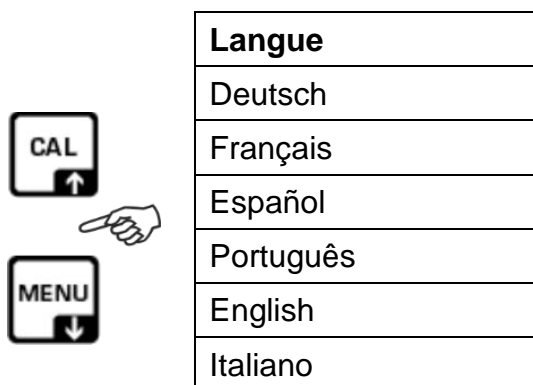 Langue
Deutsch
CAL
Français
Español
Português
MENU
English
Italiano